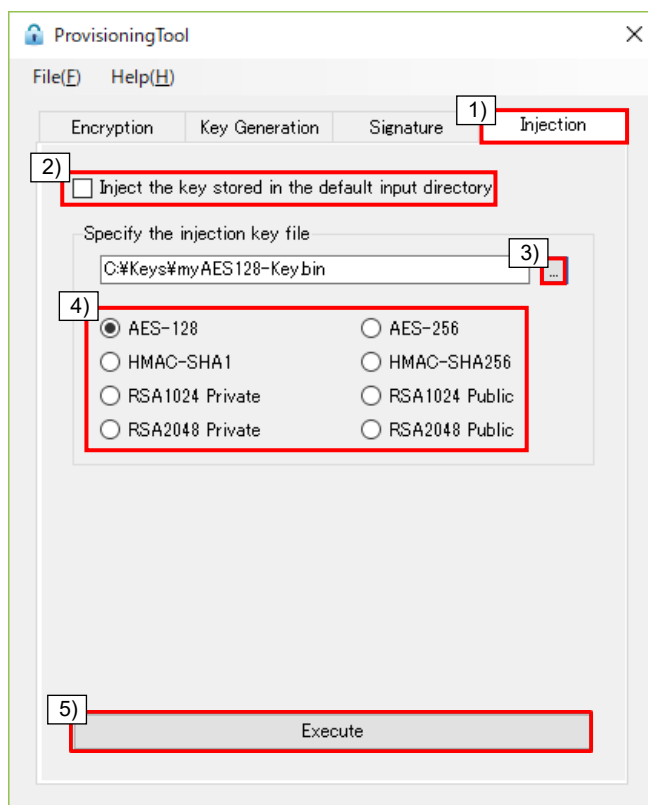 ProvisioningTool
File(F) Help(H)
1)
Encryption Key Generation Signature Injection
2)
Inject the key stored in the default input directory
Specify the injection key file
3)
C:¥Keys¥myAES128-Key.bin ...
4)
AES-128 AES-256
HMAC-SHA1 HMAC-SHA256
RSA1024 Private RSA1024 Public
RSA2048 Private RSA2048 Public
5)
Execute